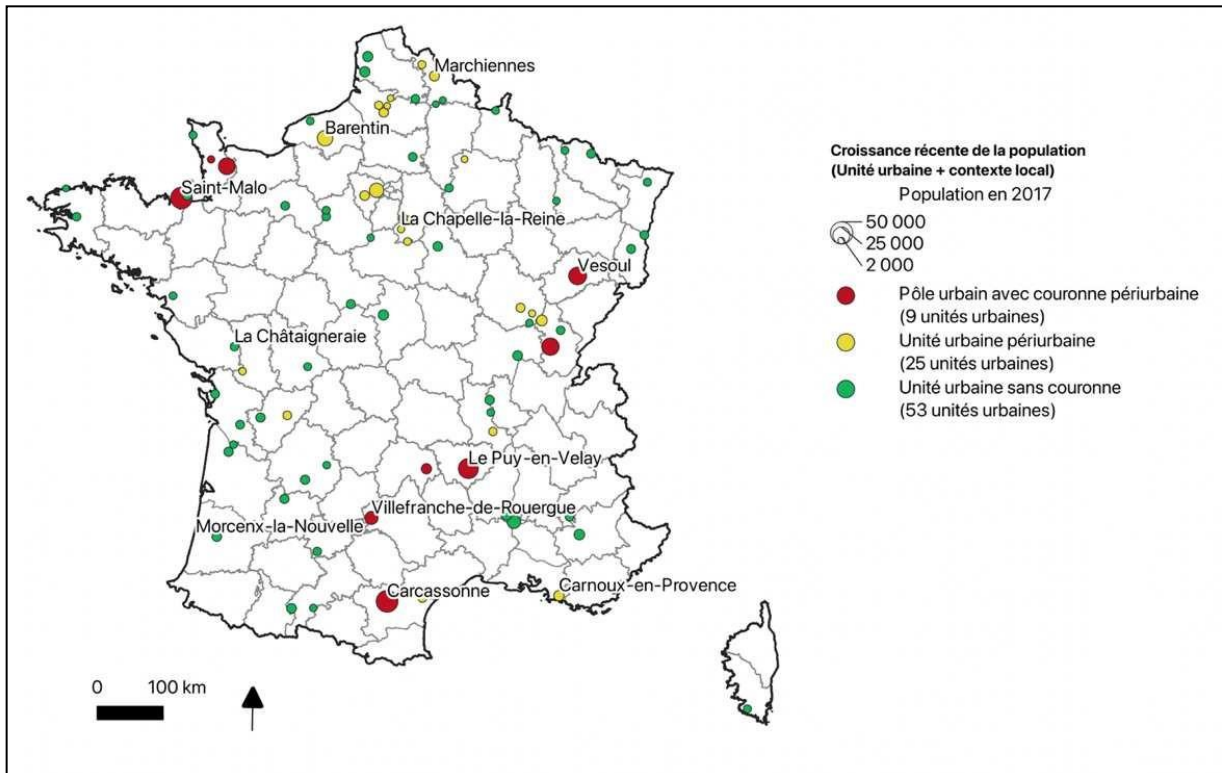 Marchiennes
Barentin
Saint-Malo
La Chapelle-la-Reine
Vesoul
La Châtaigneraie
Le Puy-en-Velay
Villefranche-de-Rouergue
Morcenx-la-Nouvelle
Carcassonne
Carnoux-en-Provence
0 100 km
Croissance récente de la population
(Unité urbaine + contexte local)
Population en 2017
50 000
25 000
2 000
Pôle urbain avec couronne périurbaine
(9 unités urbaines)
Unité urbaine périurbaine
(25 unités urbaines)
Unité urbaine sans couronne
(53 unités urbaines)